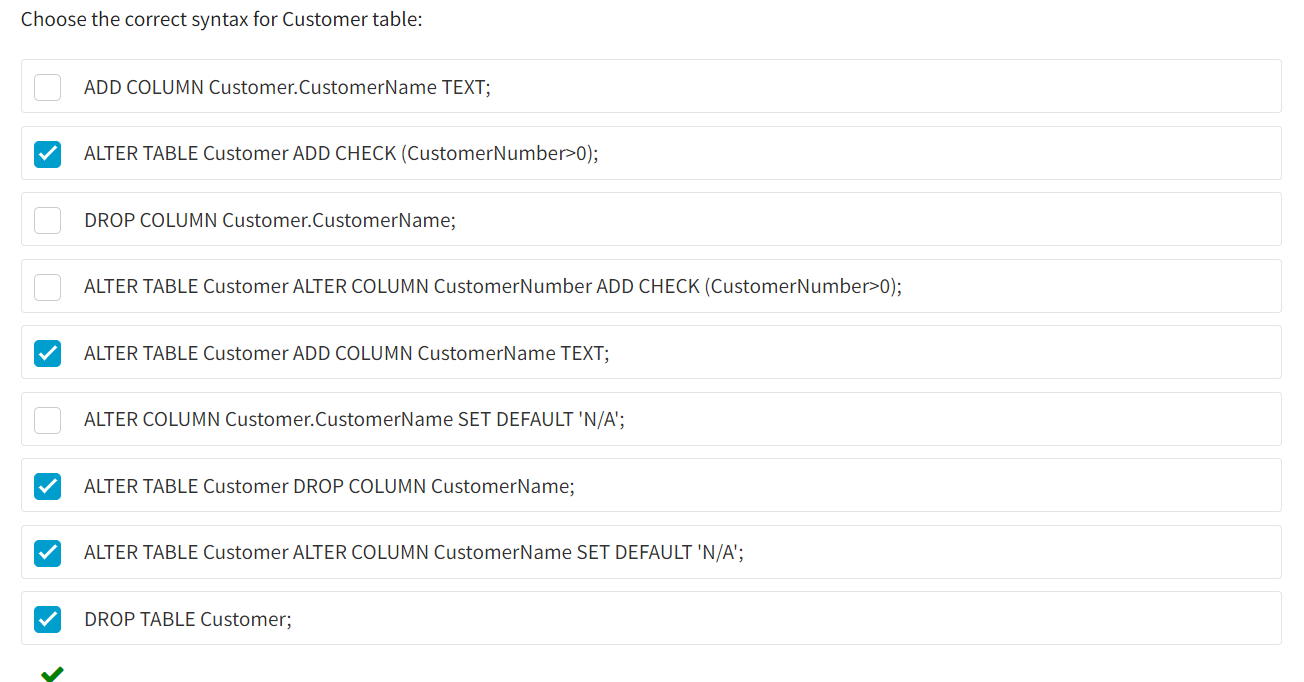 Choose the correct syntax for Customer table:
ADD COLUMN Customer.CustomerName TEXT;
ALTER TABLE Customer ADD CHECK (CustomerNumber>0);
DROP COLUMN Customer.CustomerName;
ALTER TABLE Customer ALTER COLUMN CustomerNumber ADD CHECK (CustomerNumber>0);
ALTER TABLE Customer ADD COLUMN CustomerName TEXT;
ALTER COLUMN Customer.CustomerName SET DEFAULT 'N/A';
ALTER TABLE Customer DROP COLUMN CustomerName;
ALTER TABLE Customer ALTER COLUMN CustomerName SET DEFAULT 'N/A';
DROP TABLE Customer;